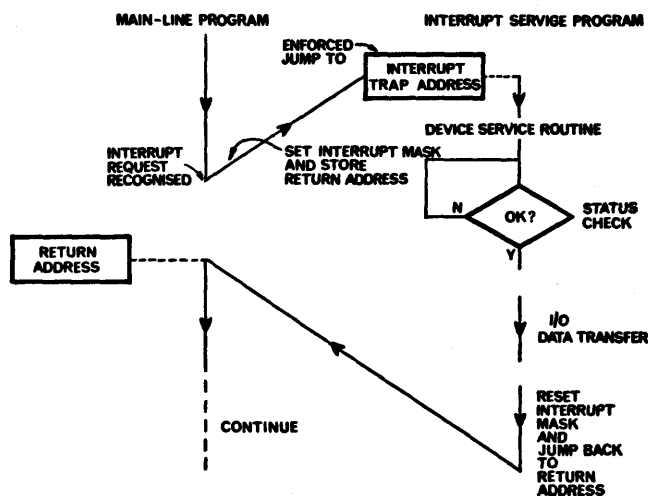 MAIN-LINE PROGRAM
INTERRUPT SERVICE PROGRAM
ENFORCED
JUMP TO
INTERRUPT
TRAP ADDRESS
DEVICE SERVICE ROUTINE
INTERRUPT
REQUEST
RECOGNISED
SET INTERRUPT MASK
AND STORE
RETURN ADDRESS
N
OK?
STATUS
CHECK
Y
RETURN
ADDRESS
I/O
DATA TRANSFER
CONTINUE
RESET
INTERRUPT
MASK
AND
JUMP BACK
TO
RETURN
ADDRESS